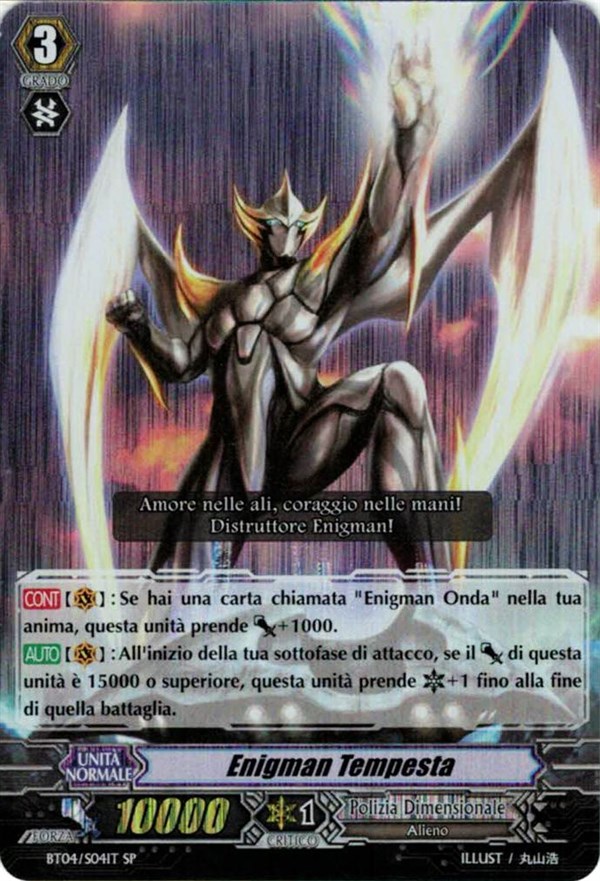 3
GRADO
Amore nelle ali, coraggio nelle mani!
Distruttore Enigman!
CONT【 】:Se hai una carta chiamata "Enigman Onda" nella tua
anima, questa unità prende +1000.
AUTO【 】:All'inizio della tua sottofase di attacco, se il di questa
unità è 15000 o superiore, questa unità prende +1 fino alla fine
di quella battaglia.
UNITÀ
NORMALE
Enigman Tempesta
FORZA
10000
1
CRITICO
Polizia Dimensionale
Alieno
BT04/S04IT SP
ILLUST / 丸山浩